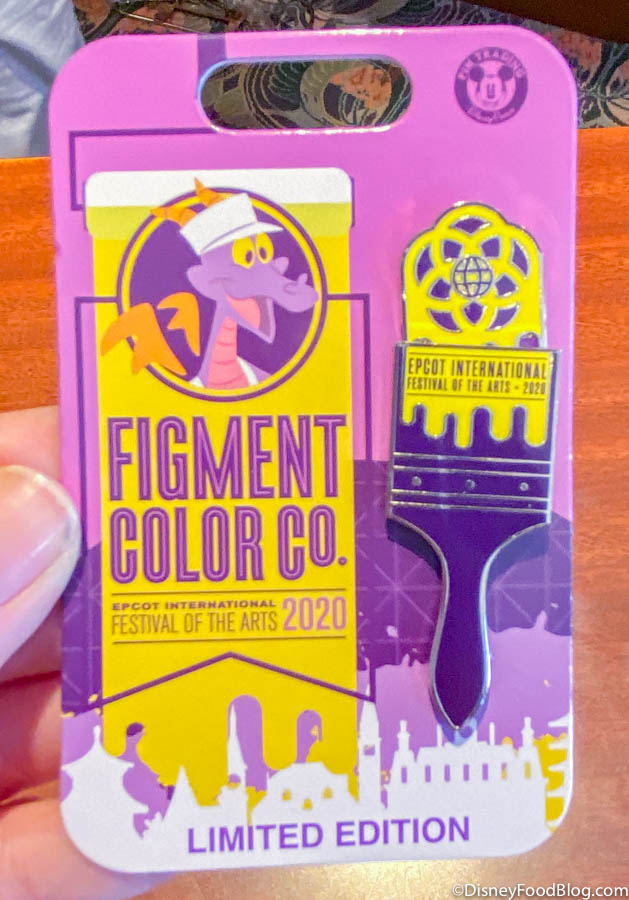 PIN TRADING
EPCOT INTERNATIONAL
FESTIVAL OF THE ARTS - 2020
FIGMENT
COLOR CO.
EPCOT INTERNATIONAL
FESTIVAL OF THE ARTS 2020
LIMITED EDITION
©DisneyFoodBlog.com